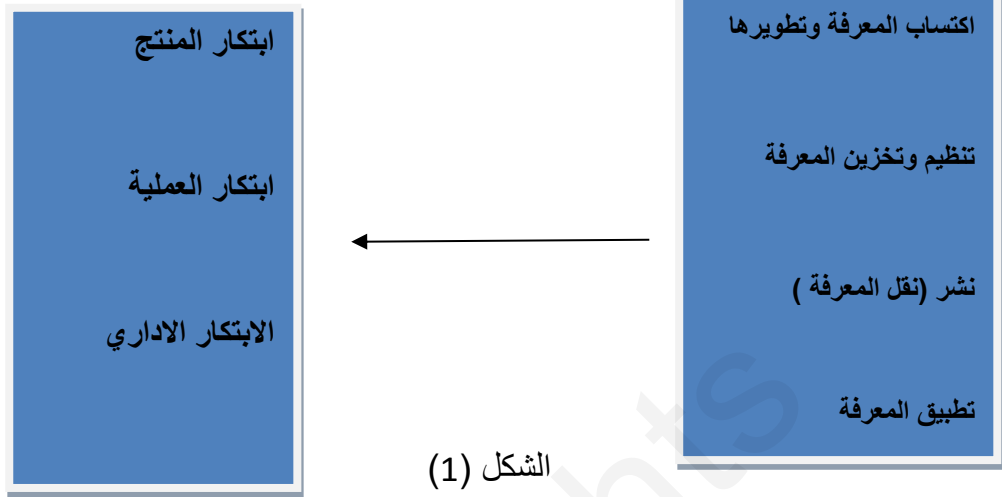 اكتساب المعرفة وتطويرها
تنظيم وتخزين المعرفة
نشر (نقل المعرفة )
تطبيق المعرفة
ابتكار المنتج
ابتكار العملية
الابتكار الاداري
الشكل (1)